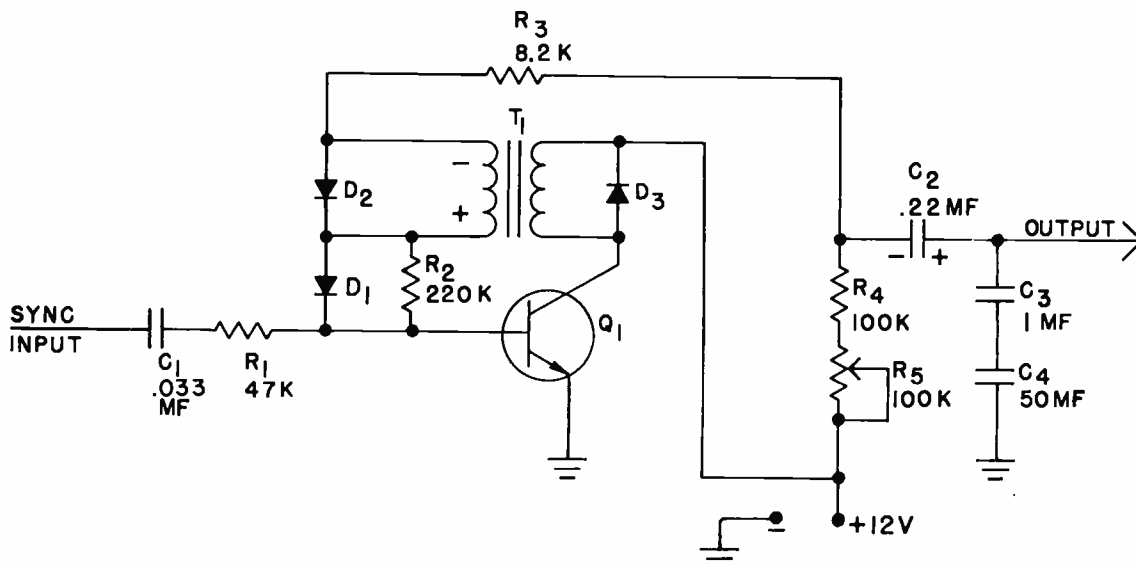 R3
8.2K
T1
-
+
D2
D3
C2
.22MF
OUTPUT
-
+
D1
R2
220K
R4
100K
C3
1MF
SYNC
INPUT
Q1
C1
.033
MF
R1
47K
R5
100K
C4
50MF
-
+12V